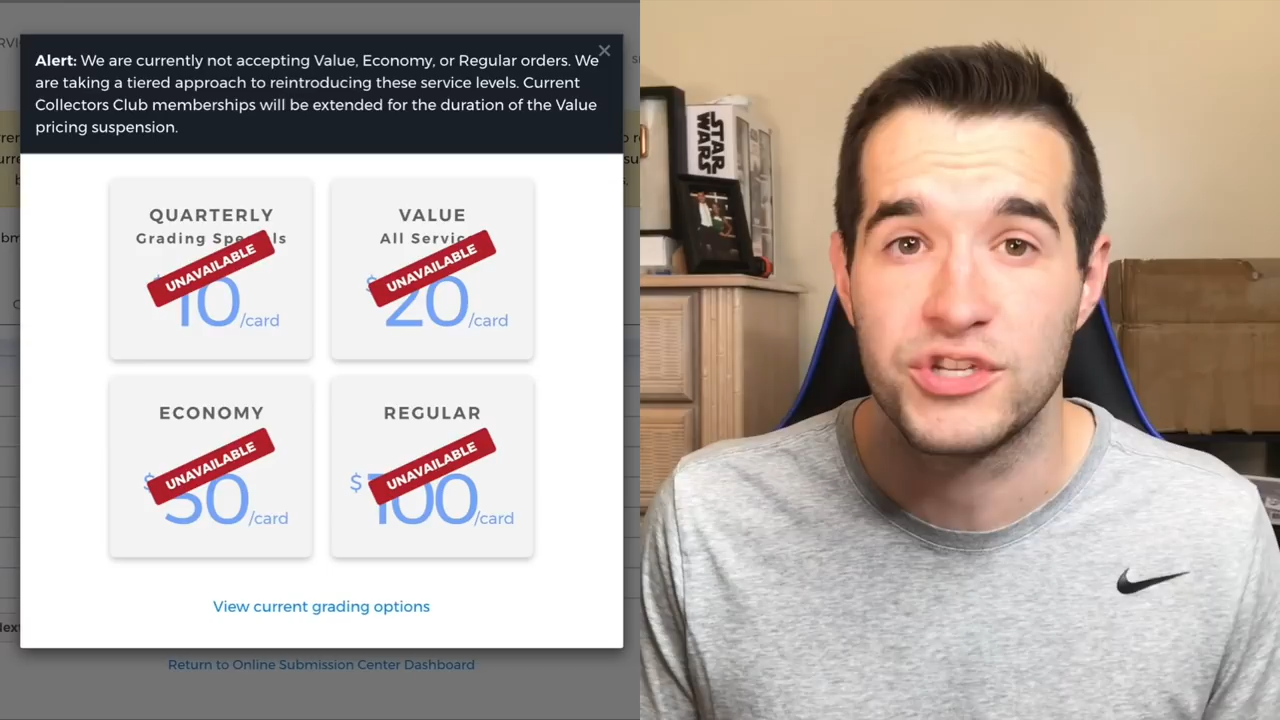 Alert: We are currently not accepting Value, Economy, or Regular orders. We
are taking a tiered approach to reintroducing these service levels. Current
Collectors Club memberships will be extended for the duration of the Value
pricing suspension.
QUARTERLY
Grading Specials
UNAVAILABLE
10/card
VALUE
All Service
UNAVAILABLE
$20/card
ECONOMY
UNAVAILABLE
$50/card
REGULAR
UNAVAILABLE
$100/card
View current grading options
Return to Online Submission Center Dashboard
STAR
WARS